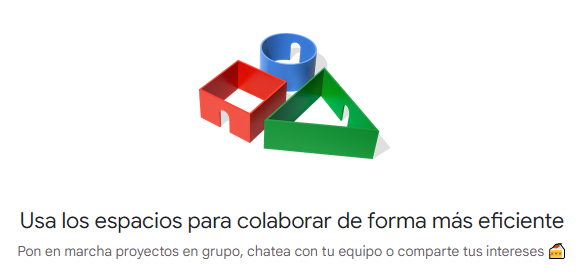 Usa los espacios para colaborar de forma más eficiente
Pon en marcha proyectos en grupo, chatea con tu equipo o comparte tus intereses 🧀